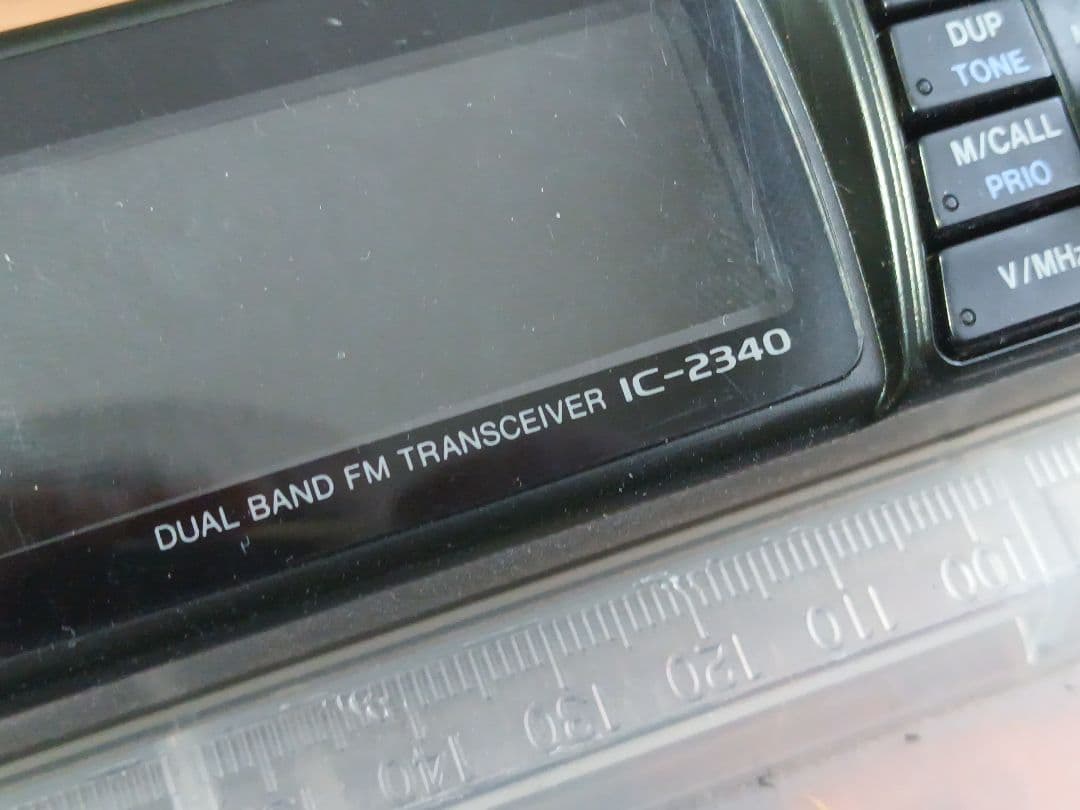 DUP
TONE
M/CALL
PRIO
V/MHz
DUAL BAND FM TRANSCEIVER IC-2340
100
110
120
130
140